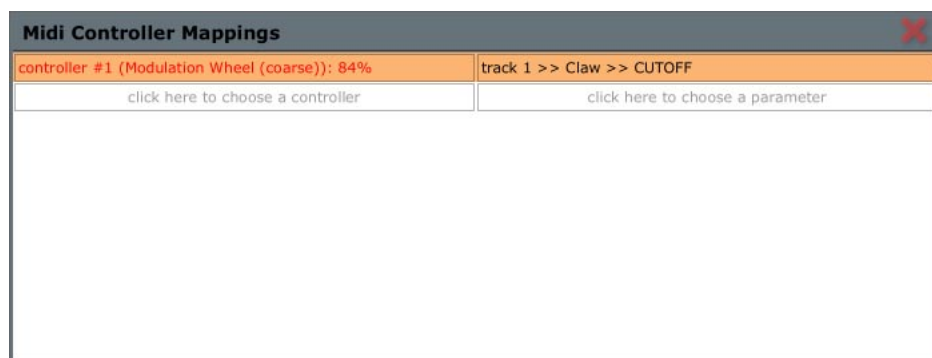 Midi Controller Mappings
controller #1 (Modulation Wheel (coarse)): 84% track 1 >> Claw >> CUTOFF
click here to choose a controller click here to choose a parameter